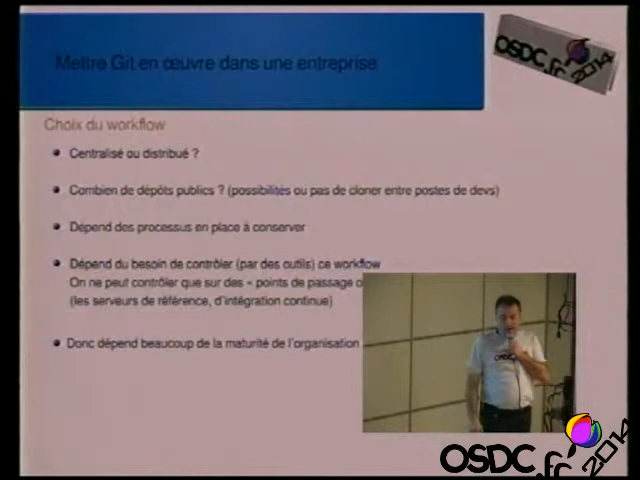 Mettre Git en œuvre dans une entreprise
OSDC.fr 2014
Choix du workflow
Centralisé ou distribué ?
Combien de dépôts publics ? (possibilités ou pas de cloner entre postes de devs)
Dépend des processus en place à conserver
Dépend du besoin de contrôler (par des outils) ce workflow
On ne peut contrôler que sur des « points de passage o
(les serveurs de référence, d'intégration continue)
Donc dépend beaucoup de la maturité de l'organisation
OSDC
OSDC.fr 2014